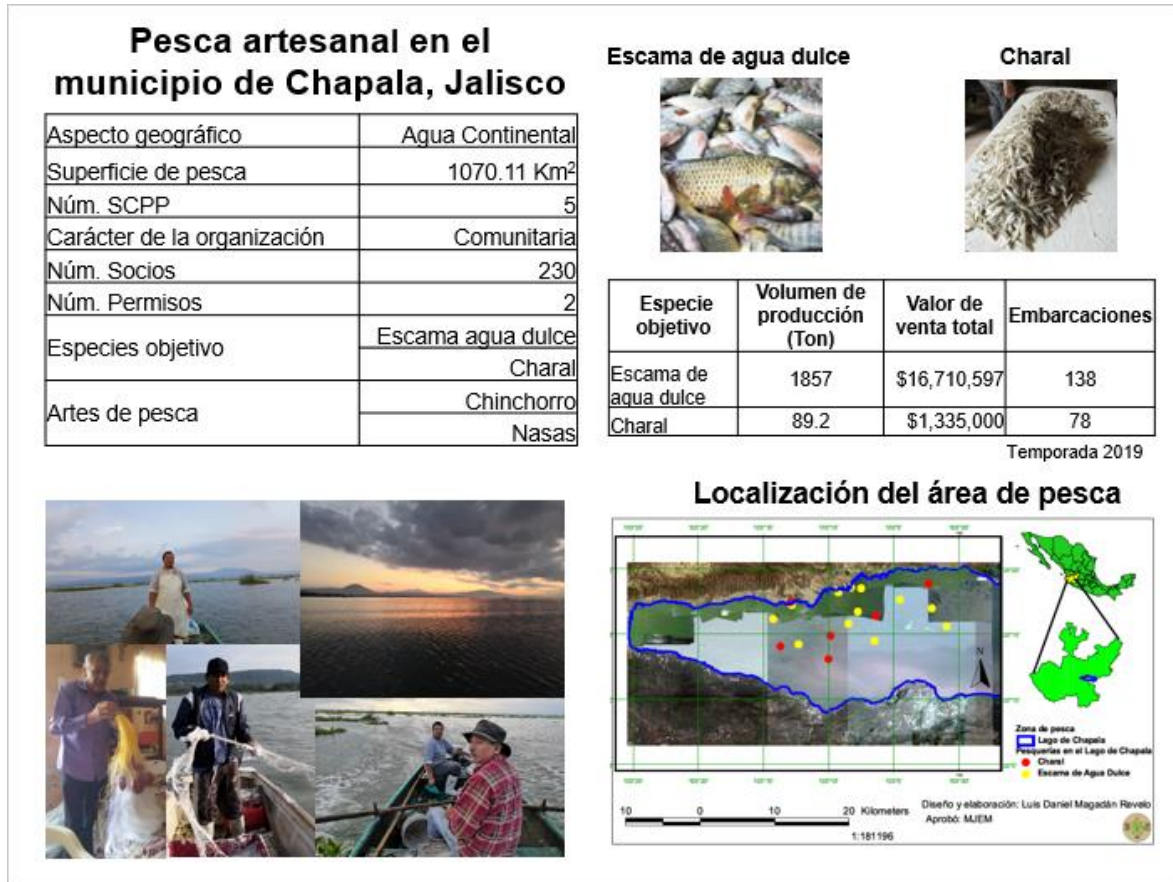 Pesca artesanal en el
municipio de Chapala, Jalisco
Aspecto geográfico Agua Continental
Superficie de pesca 1070.11 Km²
Núm. SCPP 5
Carácter de la organización Comunitaria
Núm. Socios 230
Núm. Permisos 2
Especies objetivo Escama agua dulce
Charal
Artes de pesca Chinchorro
Nasas
Escama de agua dulce Charal
Especie objetivo Volumen de producción (Ton) Valor de venta total Embarcaciones
Escama de agua dulce 1857 $16,710,597 138
Charal 89.2 $1,335,000 78
Temporada 2019
Localización del área de pesca
N
Zona de pesca
Lago de Chapala
Pesquerías en el Lago de Chapala
Charal
Escama de Agua Dulce
10 0 10 20 Kilometers
1:181196
Diseño y elaboración: Luis Daniel Magadán Revelo
Aprobó: MJEM